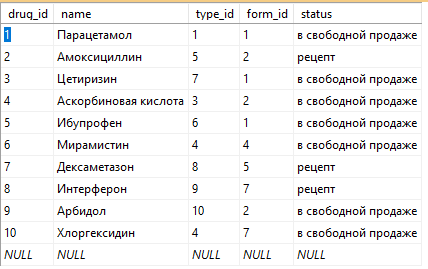 drug_id name type_id form_id status
1 Парацетамол 1 1 в свободной продаже
2 Амоксициллин 5 2 рецепт
3 Цетиризин 7 1 в свободной продаже
4 Аскорбиновая кислота 3 2 в свободной продаже
5 Ибупрофен 6 1 в свободной продаже
6 Мирамистин 4 4 в свободной продаже
7 Дексаметазон 8 5 рецепт
8 Интерферон 9 7 рецепт
9 Арбидол 10 2 в свободной продаже
10 Хлоргексидин 4 7 в свободной продаже
NULL NULL NULL NULL NULL